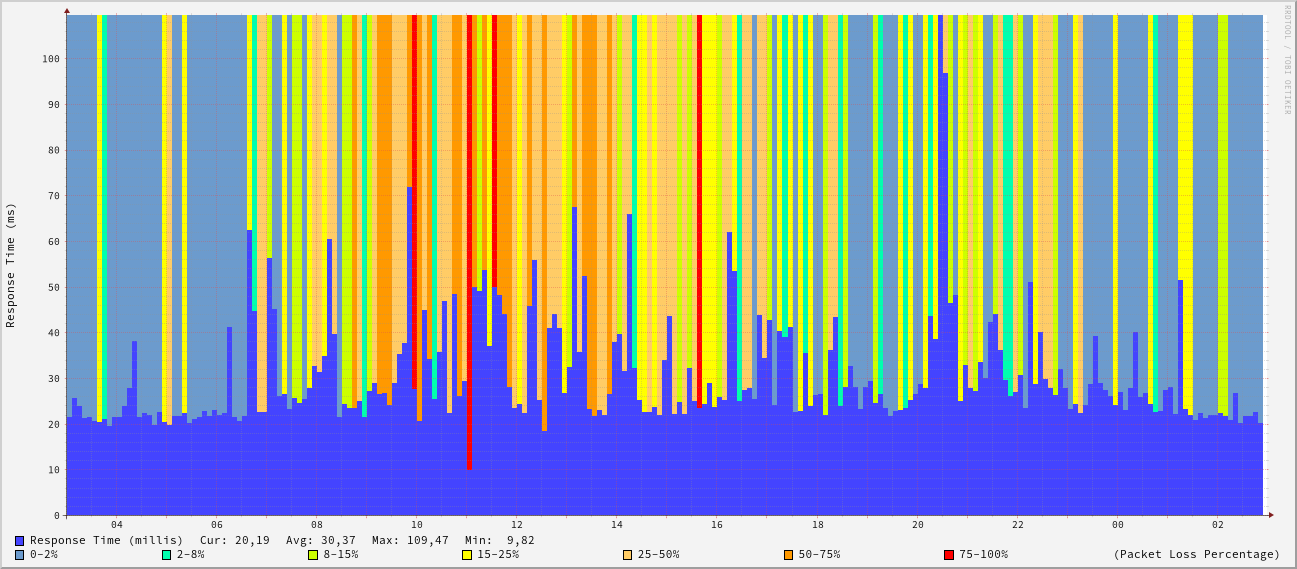 RRDTOOL / TOBI OETIKER
Response Time (ms)
100
90
80
70
60
50
40
30
20
10
0
04 06 08 10 12 14 16 18 20 22 00 02
Response Time (millis) Cur: 20,19 Avg: 30,37 Max: 109,47 Min: 9,82
0-2% 2-8% 8-15% 15-25% 25-50% 50-75% 75-100% (Packet Loss Percentage)